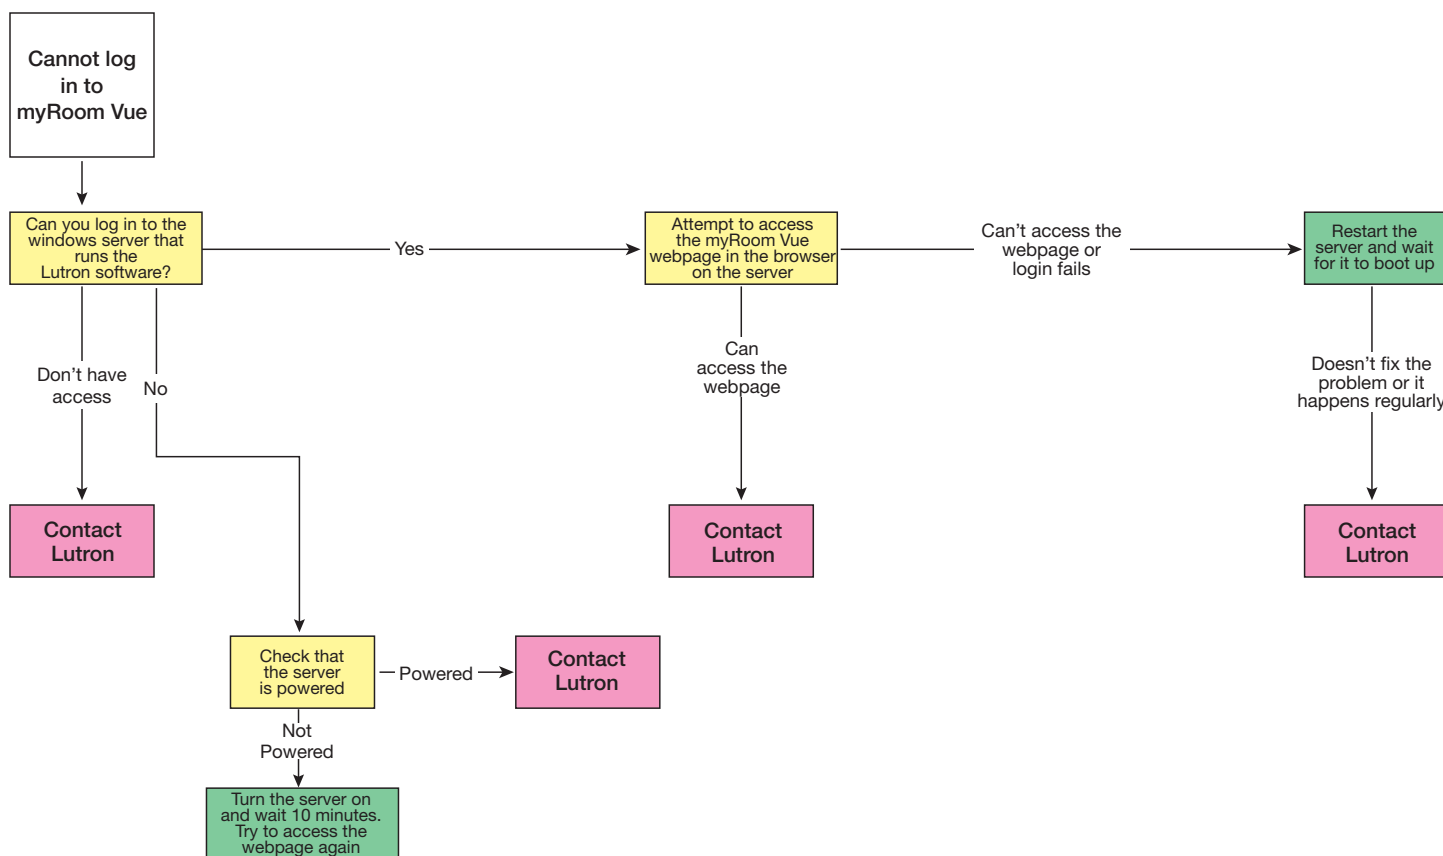 Cannot log
in to
myRoom Vue
Can you log in to the
windows server that
runs the
Lutron software?
Yes
Attempt to access
the myRoom Vue
webpage in the browser
on the server
Can’t access the
webpage or
login fails
Restart the
server and wait
for it to boot up
Don’t have
access
No
Can
access the
webpage
Doesn’t fix the
problem or it
happens regularly
Contact
Lutron
Contact
Lutron
Contact
Lutron
Check that
the server
is powered
Powered
Contact
Lutron
Not
Powered
Turn the server on
and wait 10 minutes.
Try to access the
webpage again